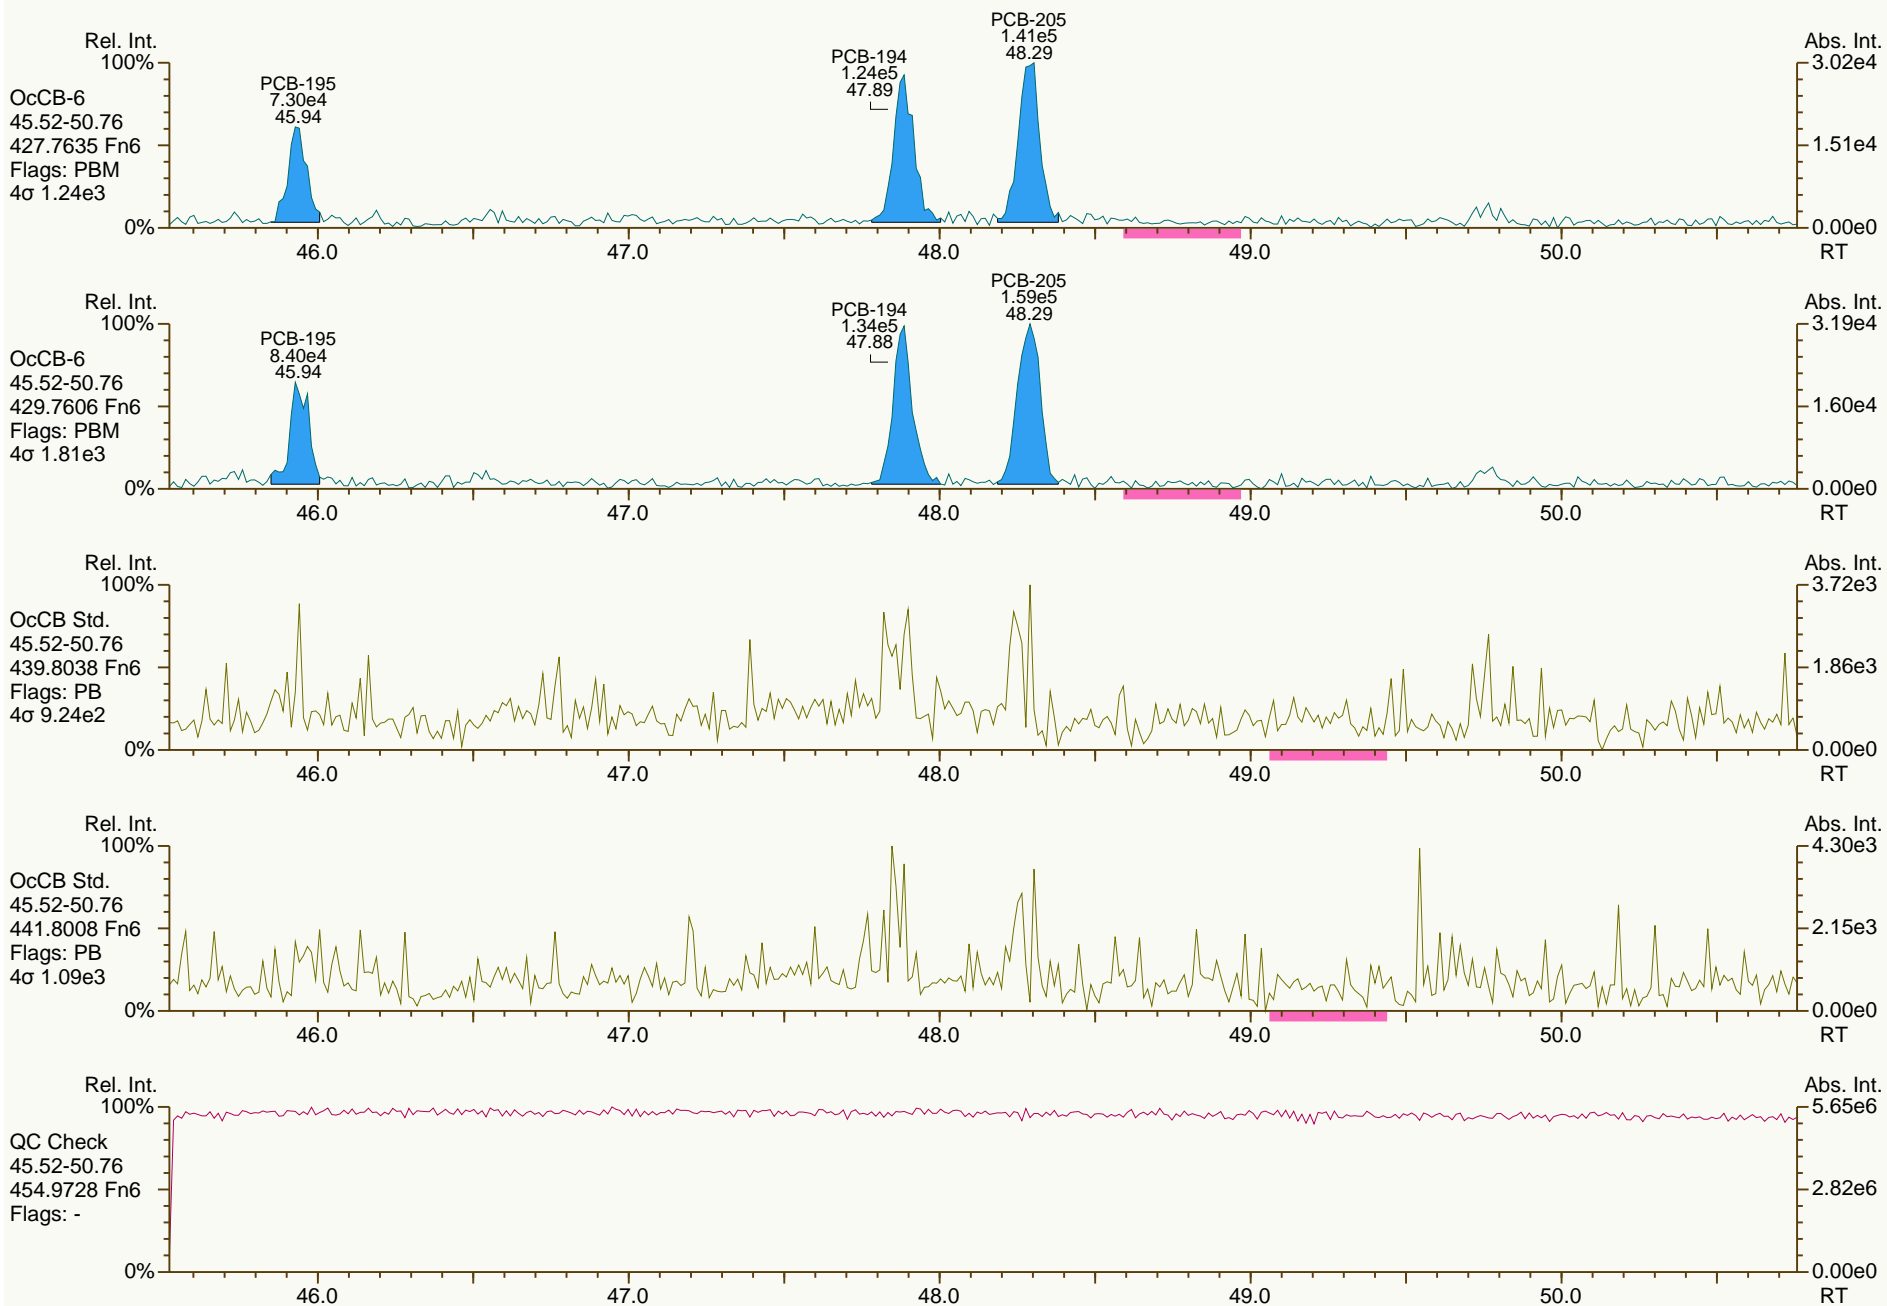 PCB-205
1.41e5
48.29
Rel. Int.
Abs. Int.
PCB-194
1.24e5
47.89
100%
3.02e4
PCB-195
7.30e4
45.94
OcCB-6
45.52-50.76
427.7635 Fn6
Flags: PBM
4σ 1.24e3
1.51e4
0%
0.00e0
46.0 47.0 48.0 49.0 50.0 RT
PCB-205
1.59e5
48.29
Rel. Int.
Abs. Int.
PCB-194
1.34e5
47.88
100%
3.19e4
PCB-195
8.40e4
45.94
OcCB-6
45.52-50.76
429.7606 Fn6
Flags: PBM
4σ 1.81e3
1.60e4
0%
0.00e0
46.0 47.0 48.0 49.0 50.0 RT
Rel. Int.
Abs. Int.
100%
3.72e3
OcCB Std.
45.52-50.76
439.8038 Fn6
Flags: PB
4σ 9.24e2
1.86e3
0%
0.00e0
46.0 47.0 48.0 49.0 50.0 RT
Rel. Int.
Abs. Int.
100%
4.30e3
OcCB Std.
45.52-50.76
441.8008 Fn6
Flags: PB
4σ 1.09e3
2.15e3
0%
0.00e0
46.0 47.0 48.0 49.0 50.0 RT
Rel. Int.
Abs. Int.
100%
5.65e6
QC Check
45.52-50.76
454.9728 Fn6
Flags: -
2.82e6
0%
0.00e0
46.0 47.0 48.0 49.0 50.0 RT